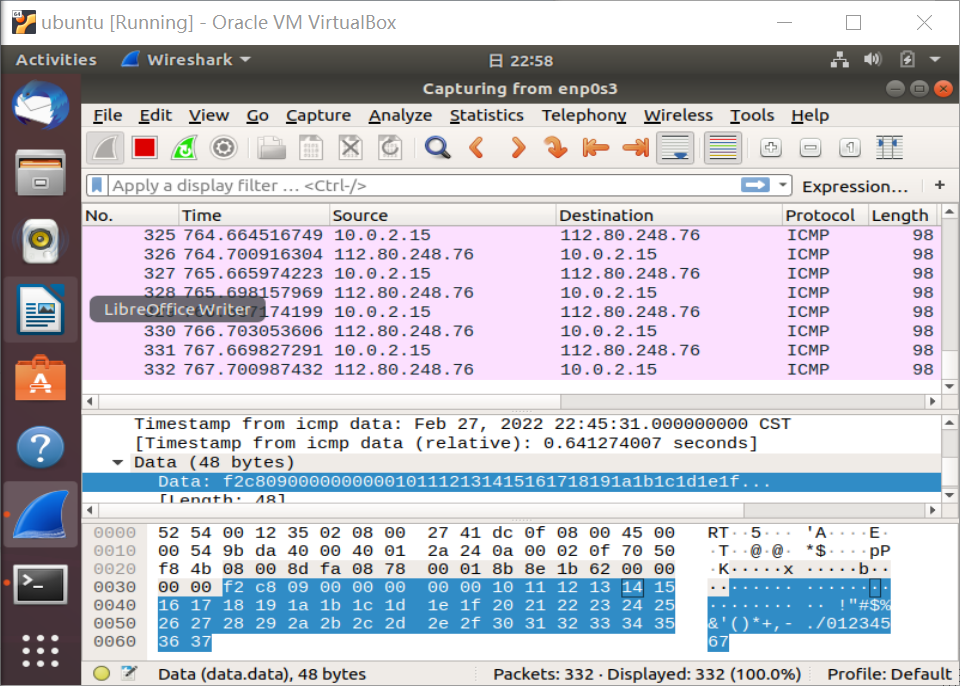 ubuntu [Running] - Oracle VM VirtualBox
Activities Wireshark 日 22:58
Capturing from enp0s3
File Edit View Go Capture Analyze Statistics Telephony Wireless Tools Help
Apply a display filter … <Ctrl-/> Expression… +
No. Time Source Destination Protocol Length
325 764.664516749 10.0.2.15 112.80.248.76 ICMP 98
326 764.700916304 112.80.248.76 10.0.2.15 ICMP 98
327 765.665974223 10.0.2.15 112.80.248.76 ICMP 98
328 765.698157969 112.80.248.76 10.0.2.15 ICMP 98
LibreOffice Writer 10.0.2.15 112.80.248.76 ICMP 98
330 766.703053606 112.80.248.76 10.0.2.15 ICMP 98
331 767.669827291 10.0.2.15 112.80.248.76 ICMP 98
332 767.700987432 112.80.248.76 10.0.2.15 ICMP 98
Timestamp from icmp data: Feb 27, 2022 22:45:31.000000000 CST
[Timestamp from icmp data (relative): 0.641274007 seconds]
Data (48 bytes)
Data: f2c8090000000000101112131415161718191a1b1c1d1e1f...
[Length: 48]
0000 52 54 00 12 35 02 08 00 27 41 dc 0f 08 00 45 00 RT··5··· 'A····E·
0010 00 54 9b da 40 00 40 01 2a 24 0a 00 02 0f 70 50 ·T··@·@· *$····pP
0020 f8 4b 08 00 8d fa 08 78 00 01 8b 8e 1b 62 00 00 ·K·····x ·····b··
0030 00 00 f2 c8 09 00 00 00 00 00 10 11 12 13 14 15 ········ ········
0040 16 17 18 19 1a 1b 1c 1d 1e 1f 20 21 22 23 24 25 ········ ·· !"#$%
0050 26 27 28 29 2a 2b 2c 2d 2e 2f 30 31 32 33 34 35 &'()*+,- ./012345
0060 36 37 67
Data (data.data), 48 bytes Packets: 332 · Displayed: 332 (100.0%) Profile: Default